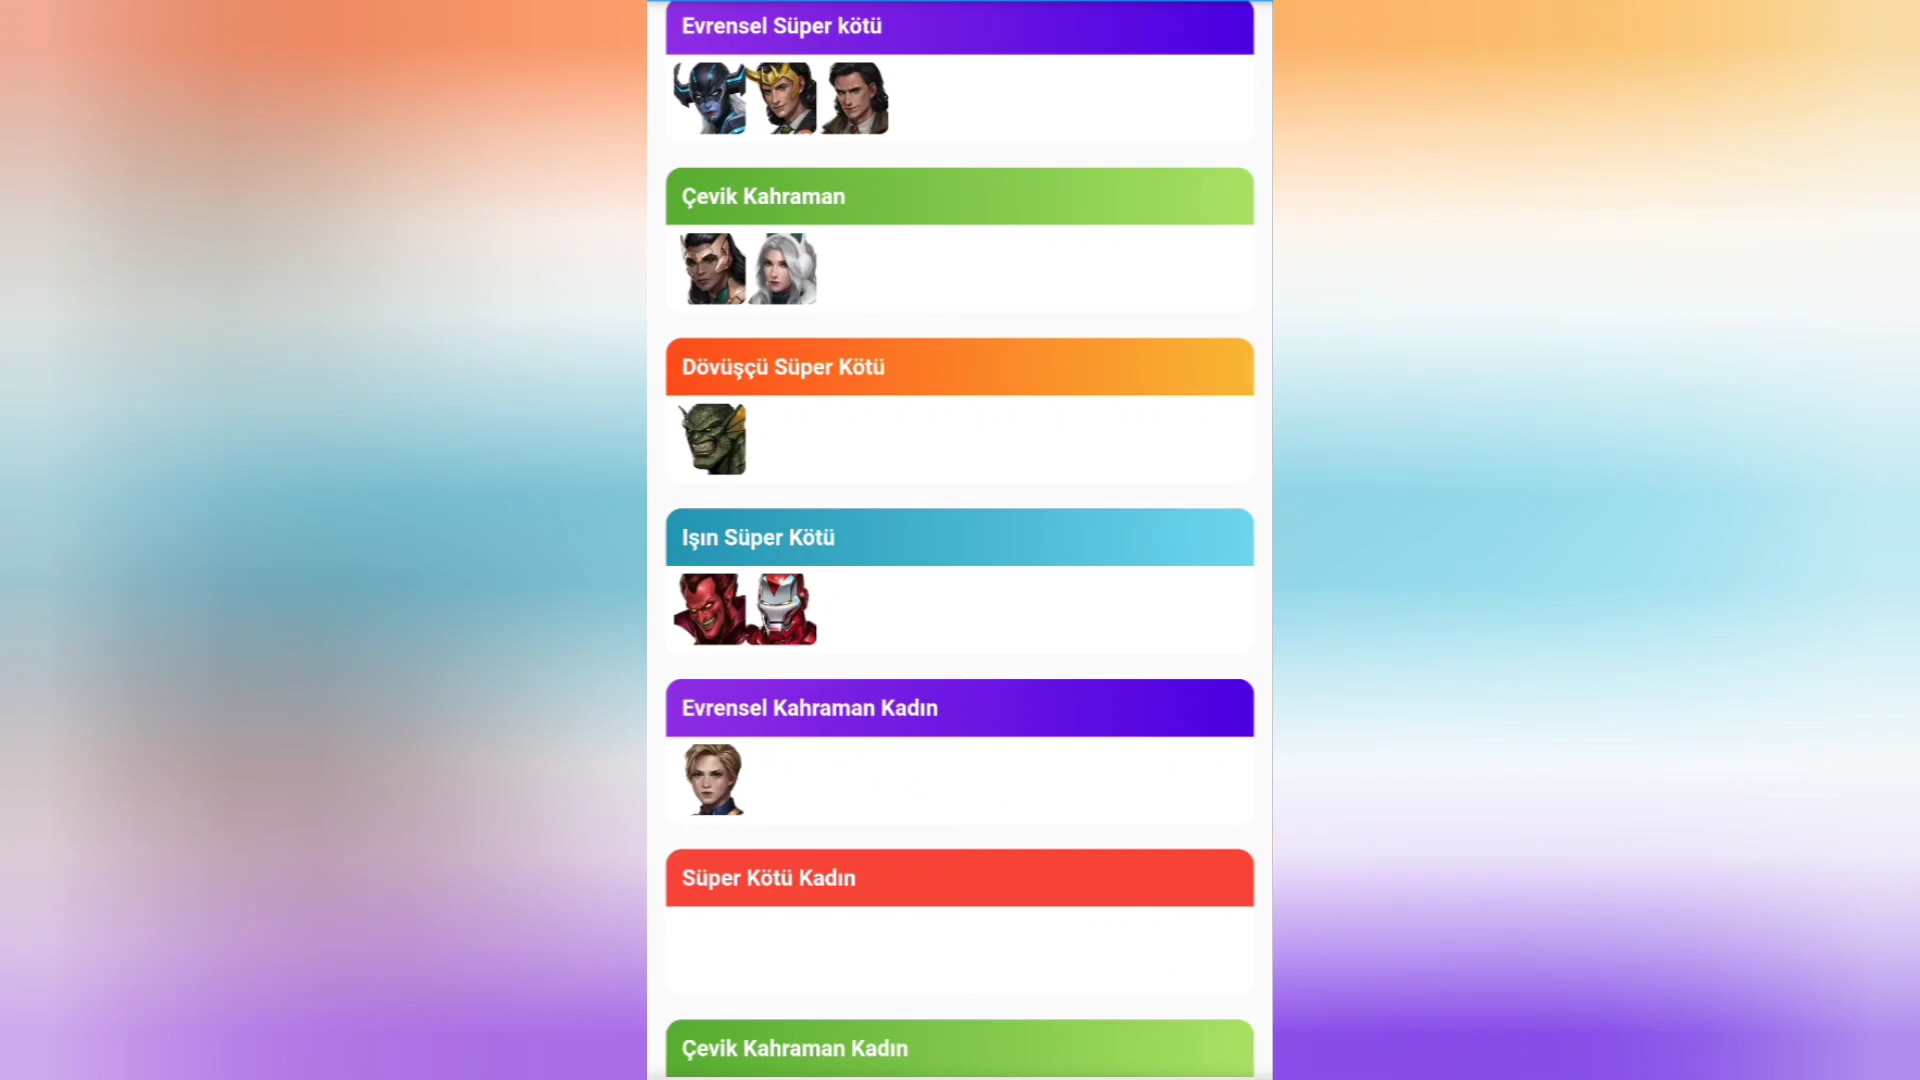 Evrensel Süper kötü
Çevik Kahraman
Dövüşçü Süper Kötü
Işın Süper Kötü
Evrensel Kahraman Kadın
Süper Kötü Kadın
Çevik Kahraman Kadın